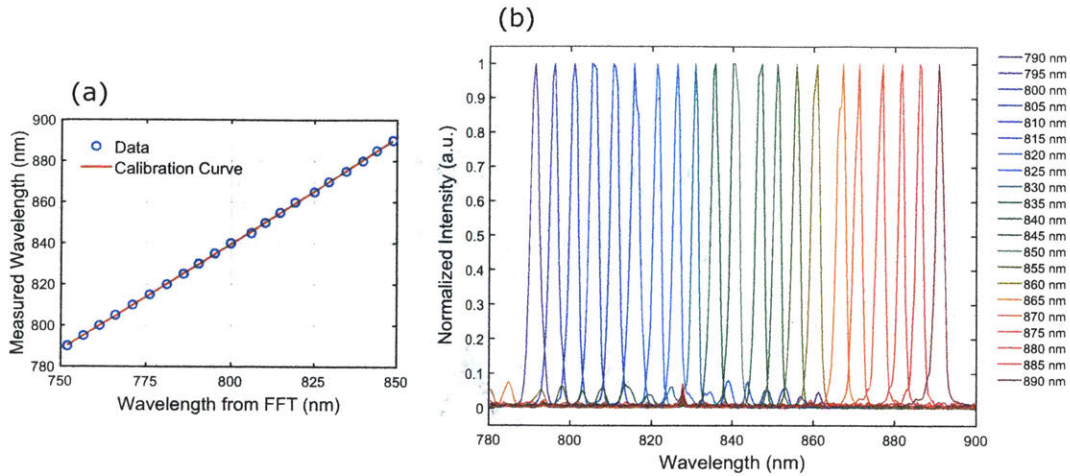 (a)
Measured Wavelength (nm)
900
880
860
840
820
800
780
Data
Calibration Curve
750
775
800
825
850
Wavelength from FFT (nm)
(b)
Normalized Intensity (a.u.)
1
0.9
0.8
0.7
0.6
0.5
0.4
0.3
0.2
0.1
0
780
800
820
840
860
880
900
Wavelength (nm)
790 nm
795 nm
800 nm
805 nm
810 nm
815 nm
820 nm
825 nm
830 nm
835 nm
840 nm
845 nm
850 nm
855 nm
860 nm
865 nm
870 nm
875 nm
880 nm
885 nm
890 nm